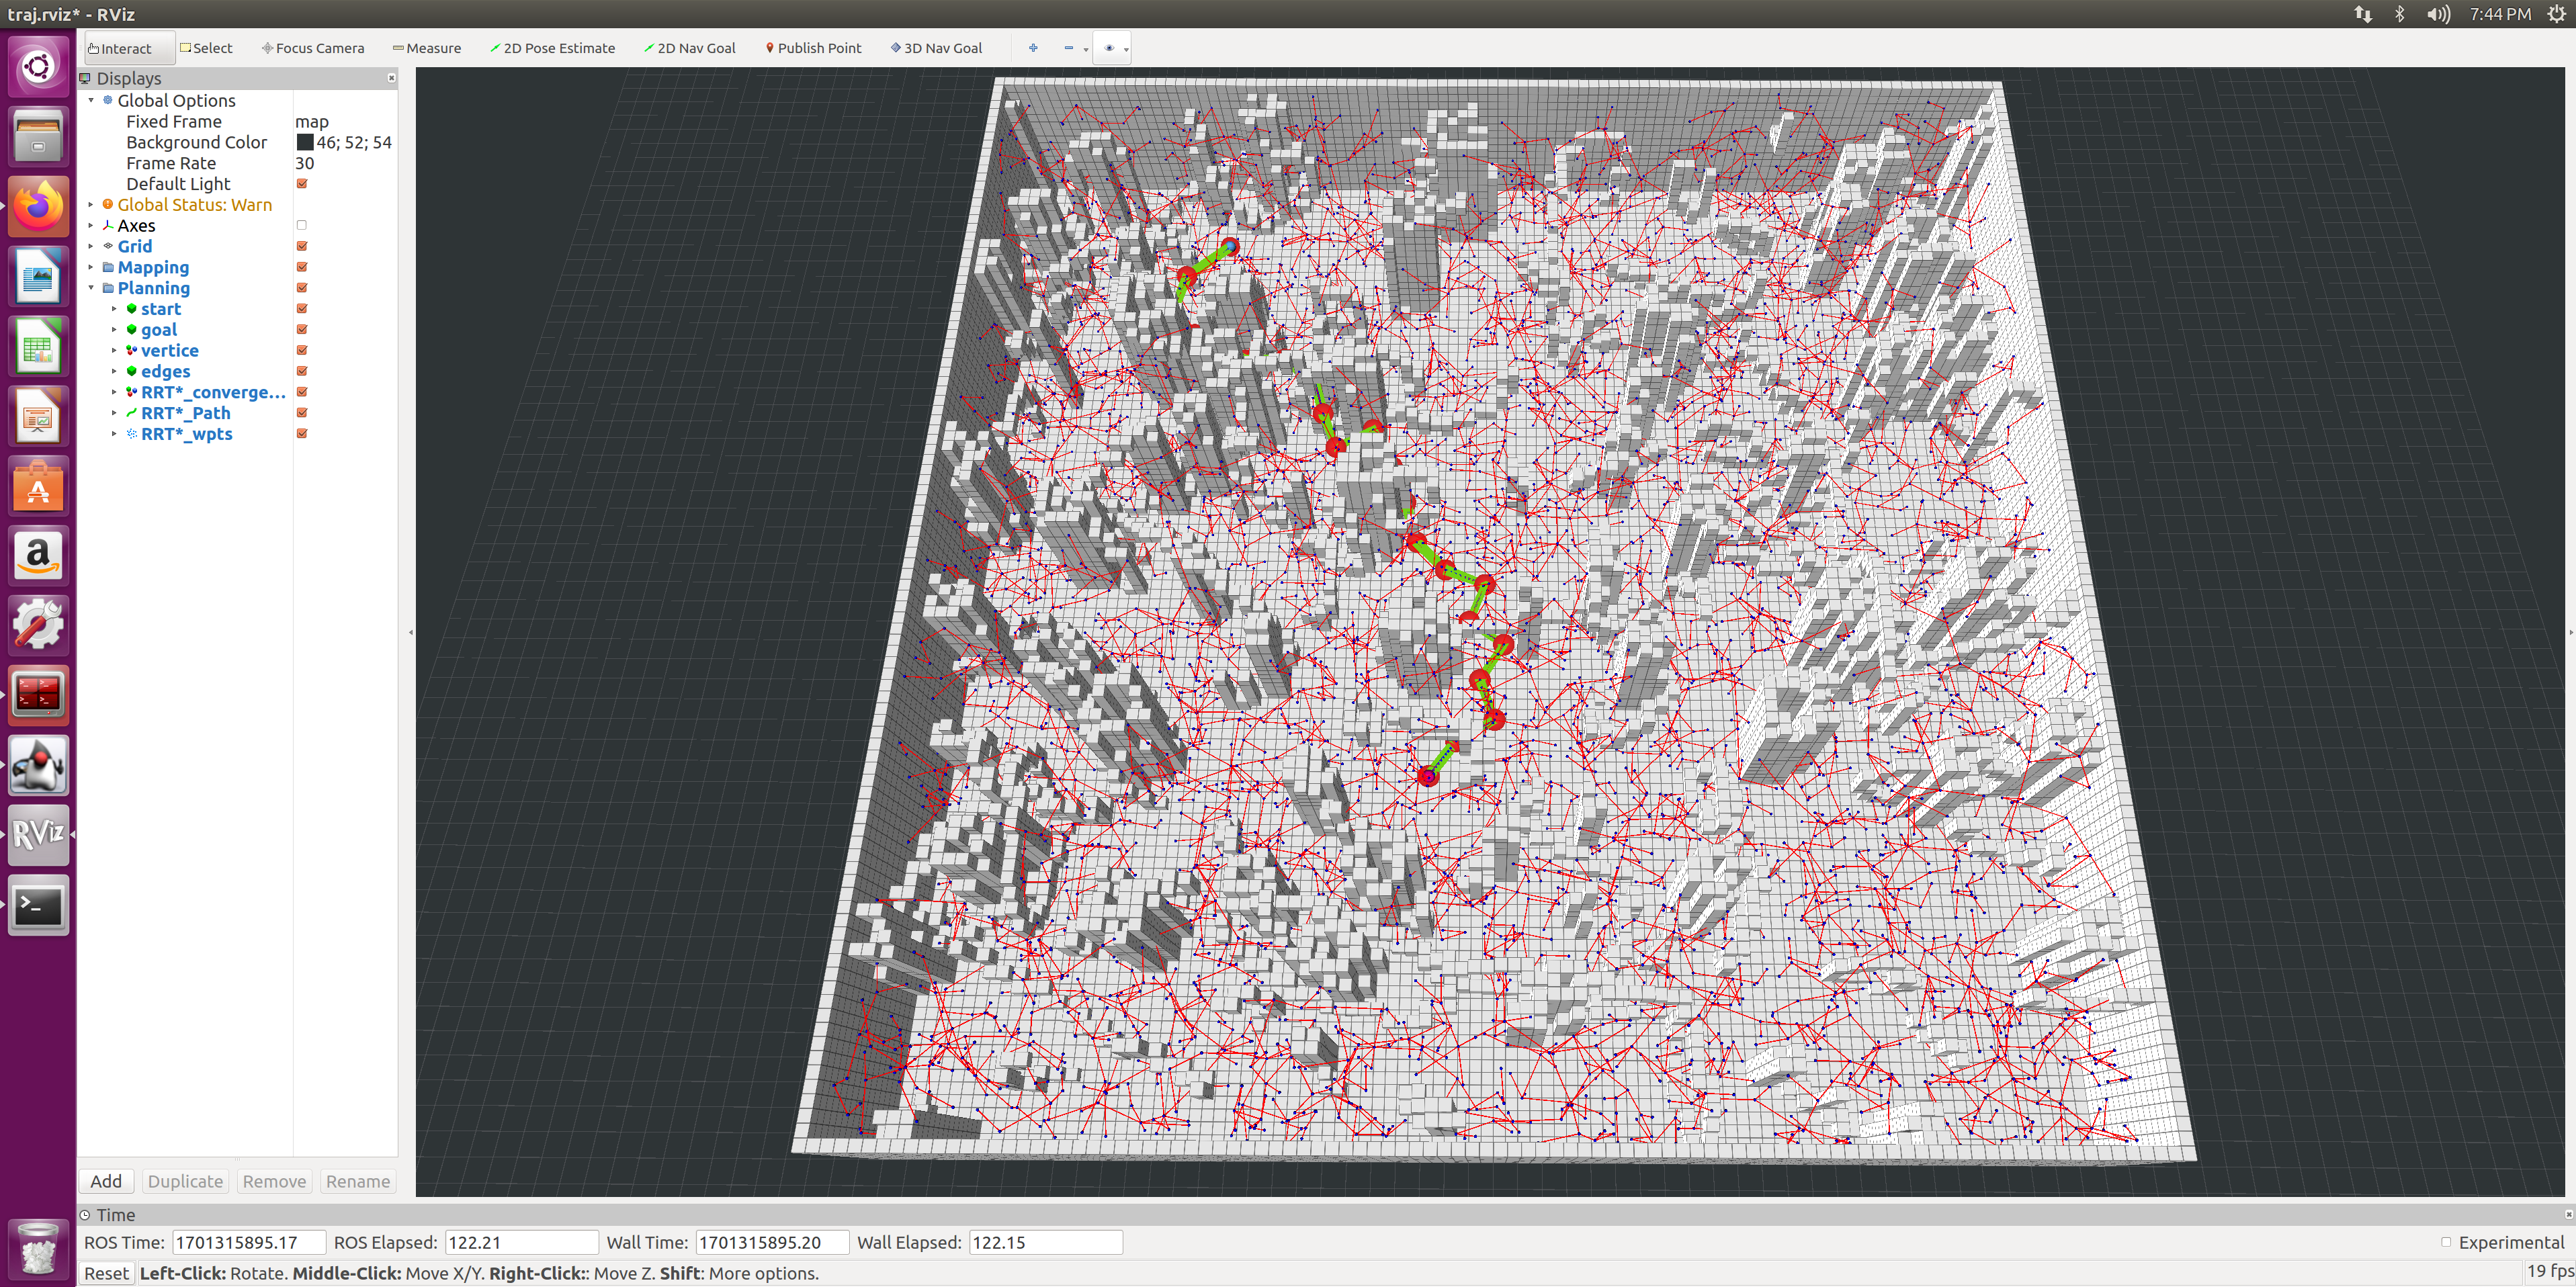 traj.rviz* - RViz
7:44 PM
Interact Select Focus Camera Measure 2D Pose Estimate 2D Nav Goal Publish Point 3D Nav Goal
Displays
Global Options
Fixed Frame map
Background Color 46; 52; 54
Frame Rate 30
Default Light
Global Status: Warn
Axes
Grid
Mapping
Planning
start
goal
vertice
edges
RRT*_converge...
RRT*_Path
RRT*_wpts
RViz
Add Duplicate Remove Rename
Time
ROS Time: 1701315895.17 ROS Elapsed: 122.21 Wall Time: 1701315895.20 Wall Elapsed: 122.15 Experimental
Reset Left-Click: Rotate. Middle-Click: Move X/Y. Right-Click:: Move Z. Shift: More options. 19 fps